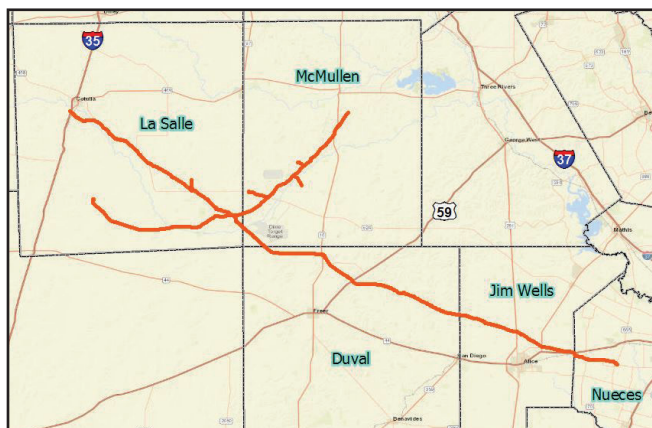 35
McMullen
Three Rivers
Cotulla
La Salle
George West
37
59
Mathis
Jim Wells
Freer
San Diego
Alice
Duval
Nueces
Benavides